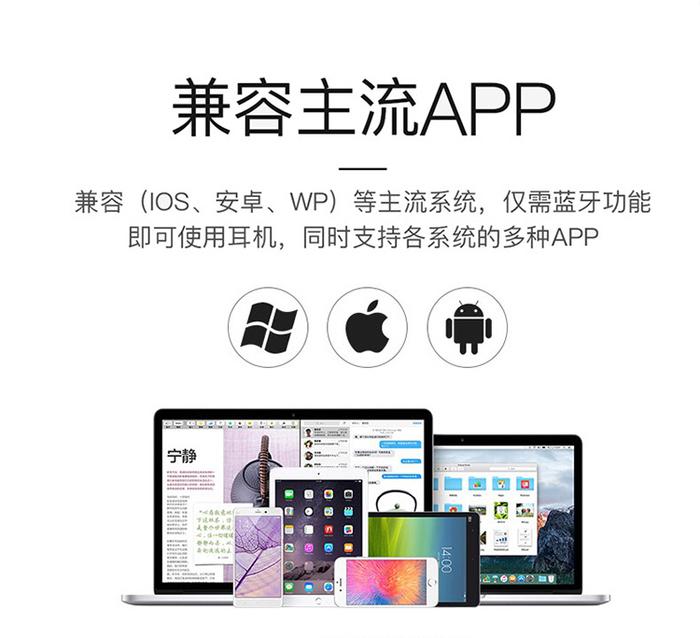 兼容主流APP
兼容（IOS、安卓、WP）等主流系统，仅需蓝牙功能
即可使用耳机，同时支持各系统的多种APP
宁静
14:00